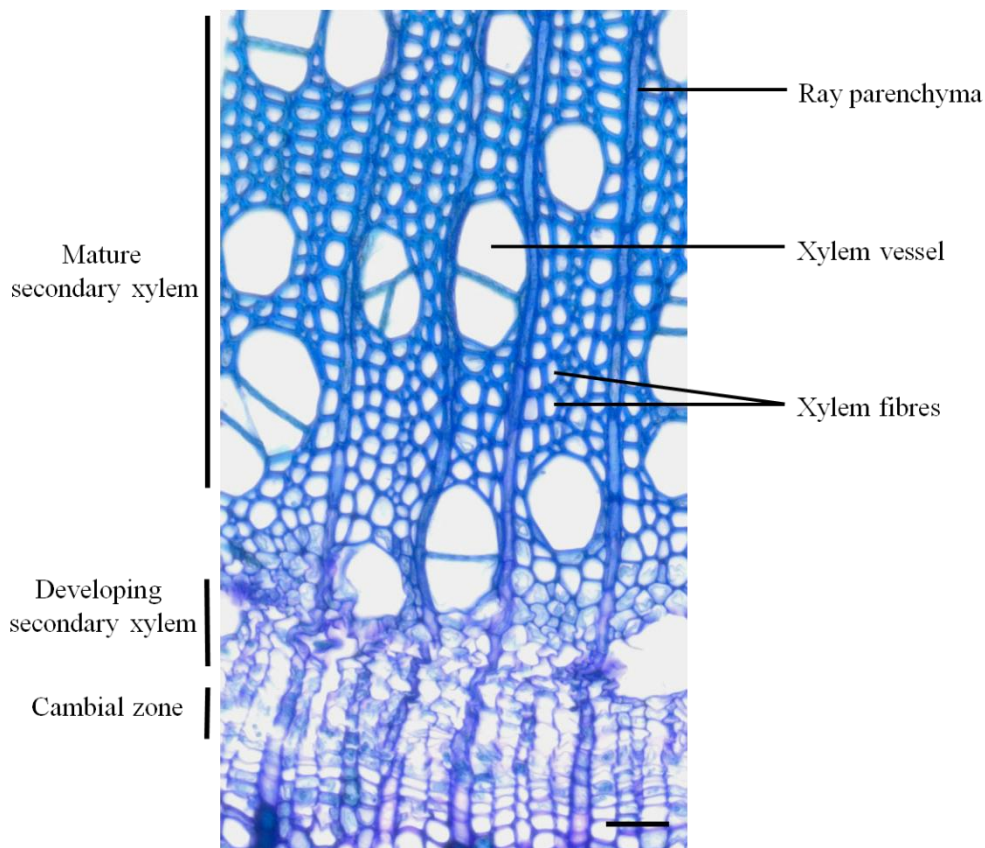 Ray parenchyma
Mature
secondary xylem
Xylem vessel
Xylem fibres
Developing
secondary xylem
Cambial zone